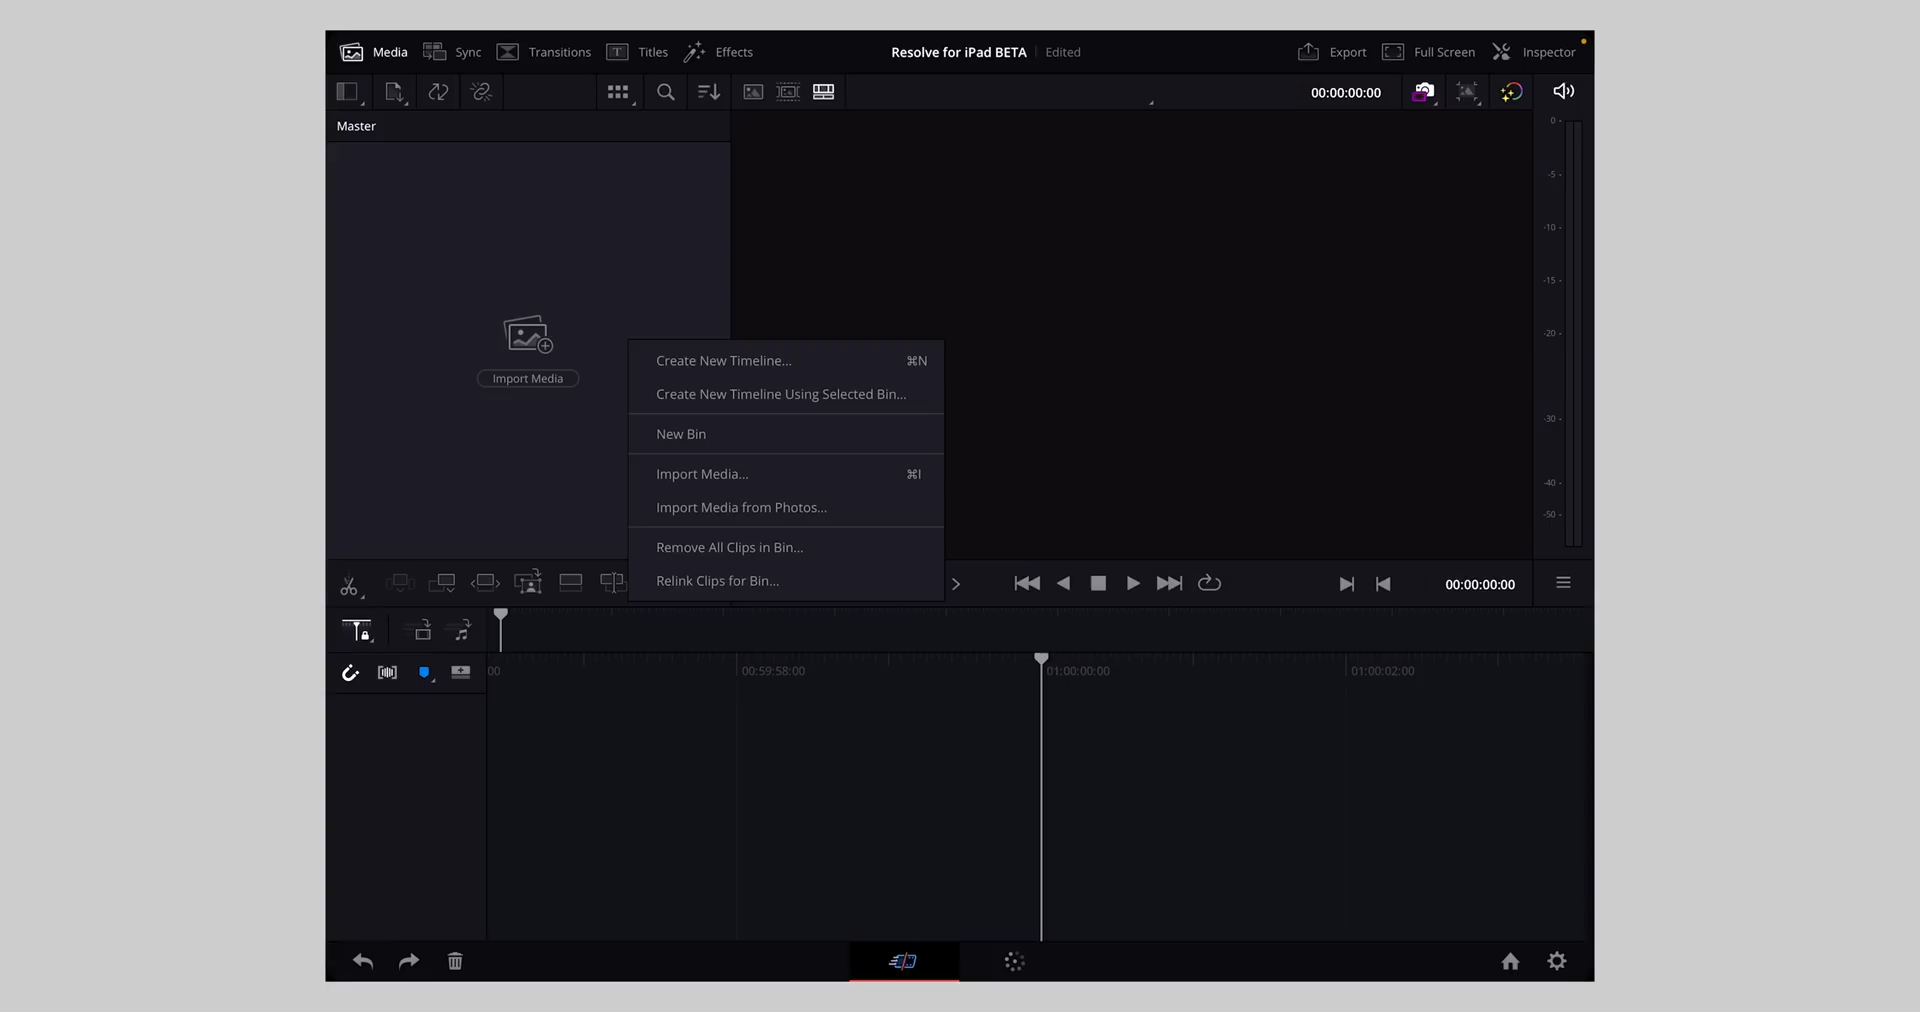 Media Sync Transitions Titles Effects Resolve for iPad BETA Edited Export Full Screen Inspector
00:00:00:00
Master
0
-5
-10
-15
-20
-30
-40
-50
Import Media
Create New Timeline... ⌘N
Create New Timeline Using Selected Bin...
New Bin
Import Media... ⌘I
Import Media from Photos...
Remove All Clips in Bin...
Relink Clips for Bin...
00:00:00:00
00 00:59:58:00 01:00:00:00 01:00:02:00